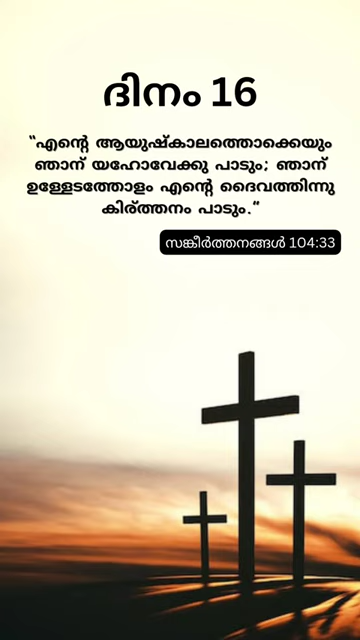 ദിനം 16
“എന്റെ ആയുഷ്കാലത്തൊക്കെയും
ഞാന് യഹോവേക്കു പാടും; ഞാന്
ഉള്ളേടത്തോളം എന്റെ ദൈവത്തിന്നു
കിര്ത്തനം പാടും.“
സങ്കീർത്തനങ്ങൾ 104:33